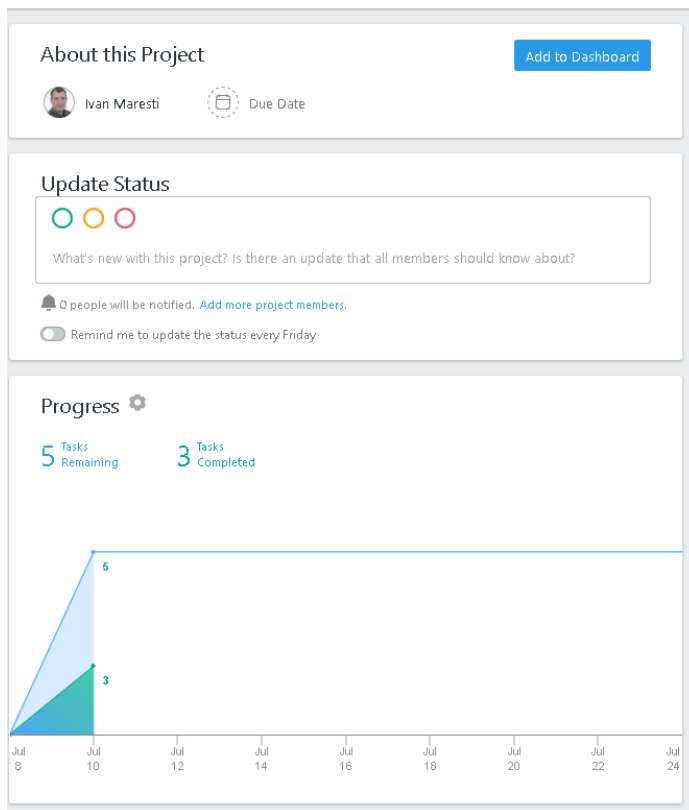 About this Project
Add to Dashboard
Ivan Maresti
Due Date
Update Status
What's new with this project? Is there an update that all members should know about?
0 people will be notified. Add more project members.
Remind me to update the status every Friday
Progress
5 Tasks Remaining
3 Tasks Completed
5
3
Jul 8
Jul 10
Jul 12
Jul 14
Jul 16
Jul 18
Jul 20
Jul 22
Jul 24